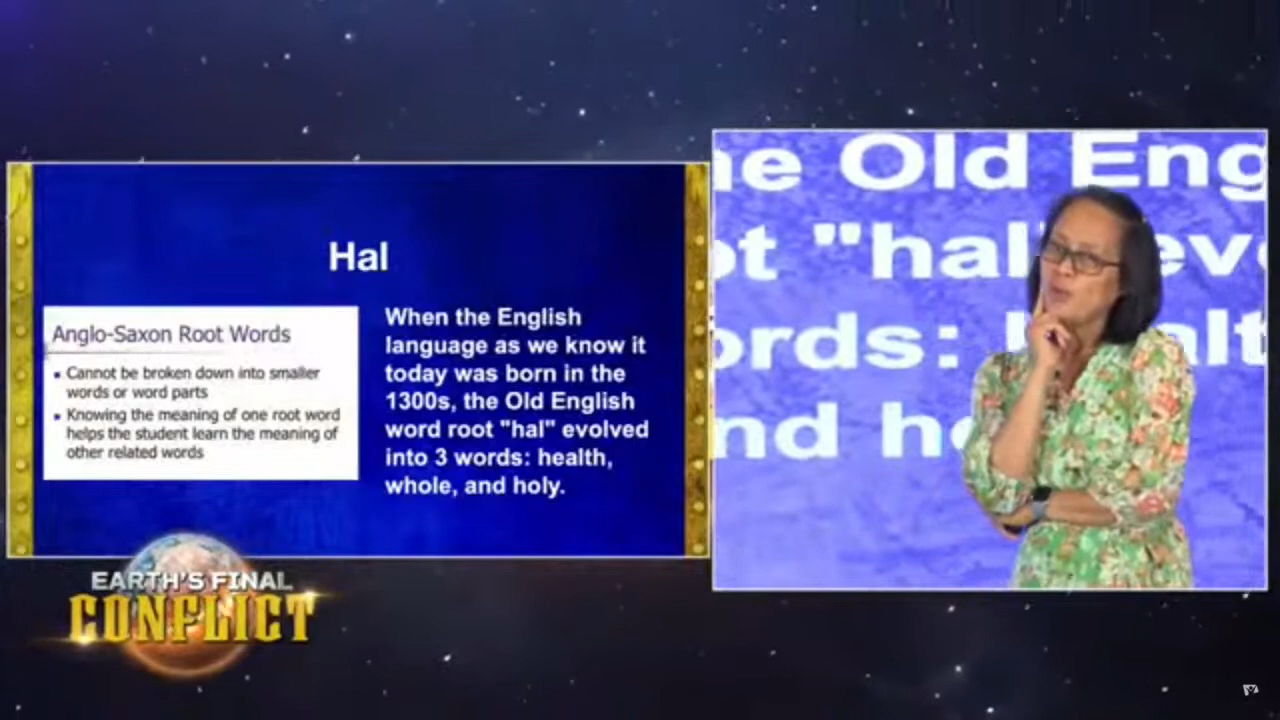 Hal
Anglo-Saxon Root Words
Cannot be broken down into smaller
words or word parts
Knowing the meaning of one root word
helps the student learn the meaning of
other related words
When the English
language as we know it
today was born in the
1300s, the Old English
word root "hal" evolved
into 3 words: health,
whole, and holy.
EARTH'S FINAL
CONFLICT
he Old Eng
ot "hal" ev
ords: alt
nd h